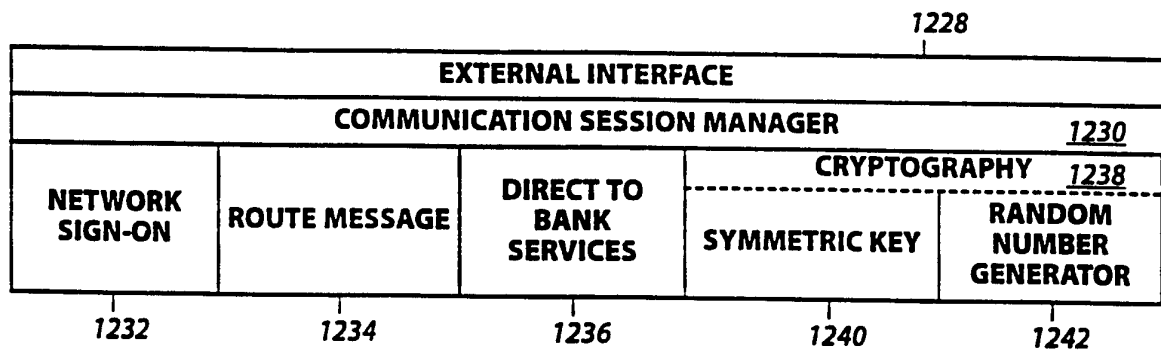 1228
EXTERNAL INTERFACE
COMMUNICATION SESSION MANAGER 1230
NETWORK
SIGN-ON
ROUTE MESSAGE
DIRECT TO
BANK
SERVICES
CRYPTOGRAPHY 1238
SYMMETRIC KEY
RANDOM
NUMBER
GENERATOR
1232
1234
1236
1240
1242